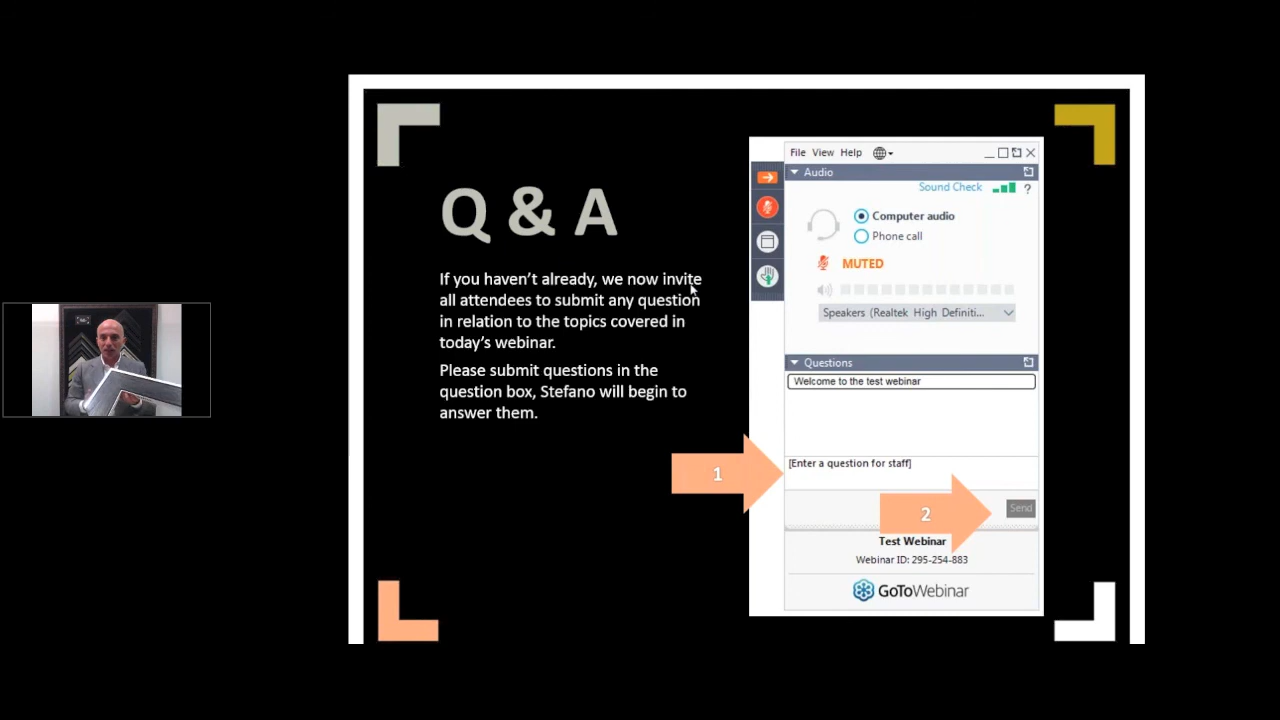 Q & A
If you haven't already, we now invite
all attendees to submit any question
in relation to the topics covered in
today's webinar.
Please submit questions in the
question box, Stefano will begin to
answer them.
File View Help
Audio
Sound Check ?
Computer audio
Phone call
MUTED
Speakers (Realtek High Definiti...
Questions
Welcome to the test webinar
[Enter a question for staff]
1
2
Send
Test Webinar
Webinar ID: 295-254-883
GoToWebinar